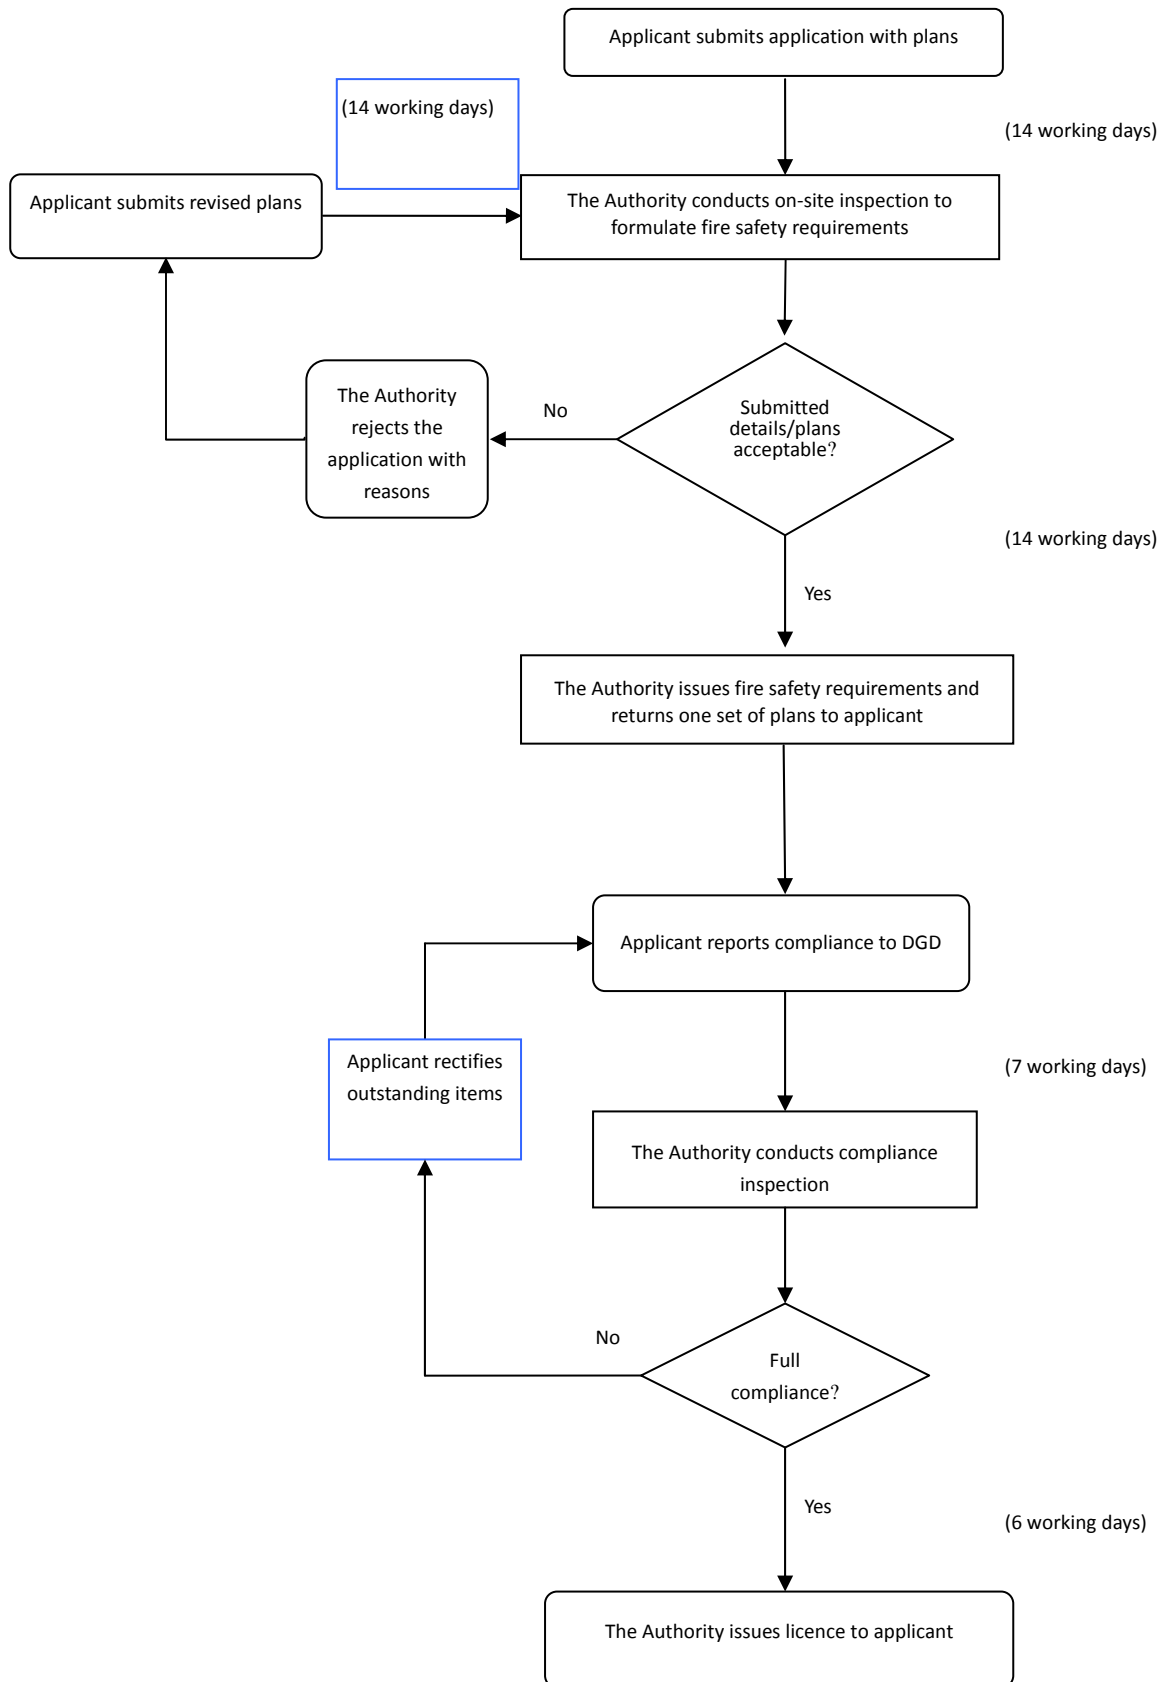 Applicant submits application with plans
(14 working days)
(14 working days)
Applicant submits revised plans
The Authority conducts on-site inspection to
formulate fire safety requirements
The Authority
rejects the
application with
reasons
No
Submitted
details/plans
acceptable?
(14 working days)
Yes
The Authority issues fire safety requirements and
returns one set of plans to applicant
Applicant reports compliance to DGD
Applicant rectifies
outstanding items
(7 working days)
The Authority conducts compliance
inspection
No
Full
compliance?
Yes
(6 working days)
The Authority issues licence to applicant